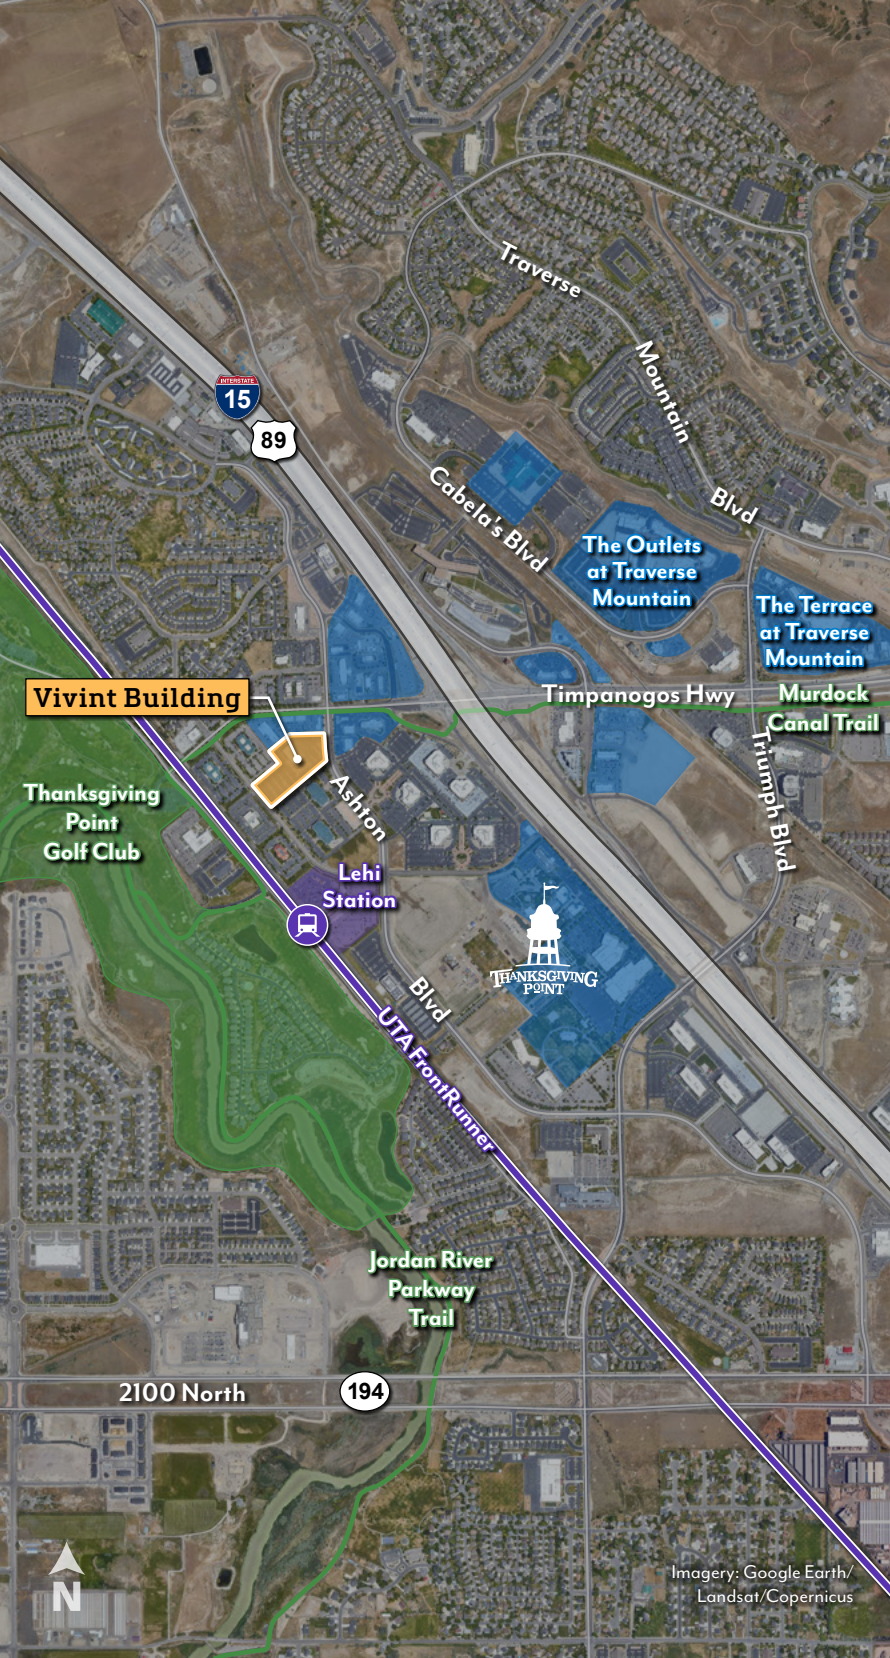 Traverse
Mountain
Blvd
INTERSTATE
15
89
Cabela's Blvd
The Outlets
at Traverse
Mountain
The Terrace
at Traverse
Mountain
Vivint Building
Timpanogos Hwy
Murdock
Canal Trail
Triumph Blvd
Ashton
Blvd
Thanksgiving
Point
Golf Club
Lehi
Station
THANKSGIVING
POINT
UTA FrontRunner
Jordan River
Parkway
Trail
2100 North
194
N
Imagery: Google Earth/
Landsat/Copernicus